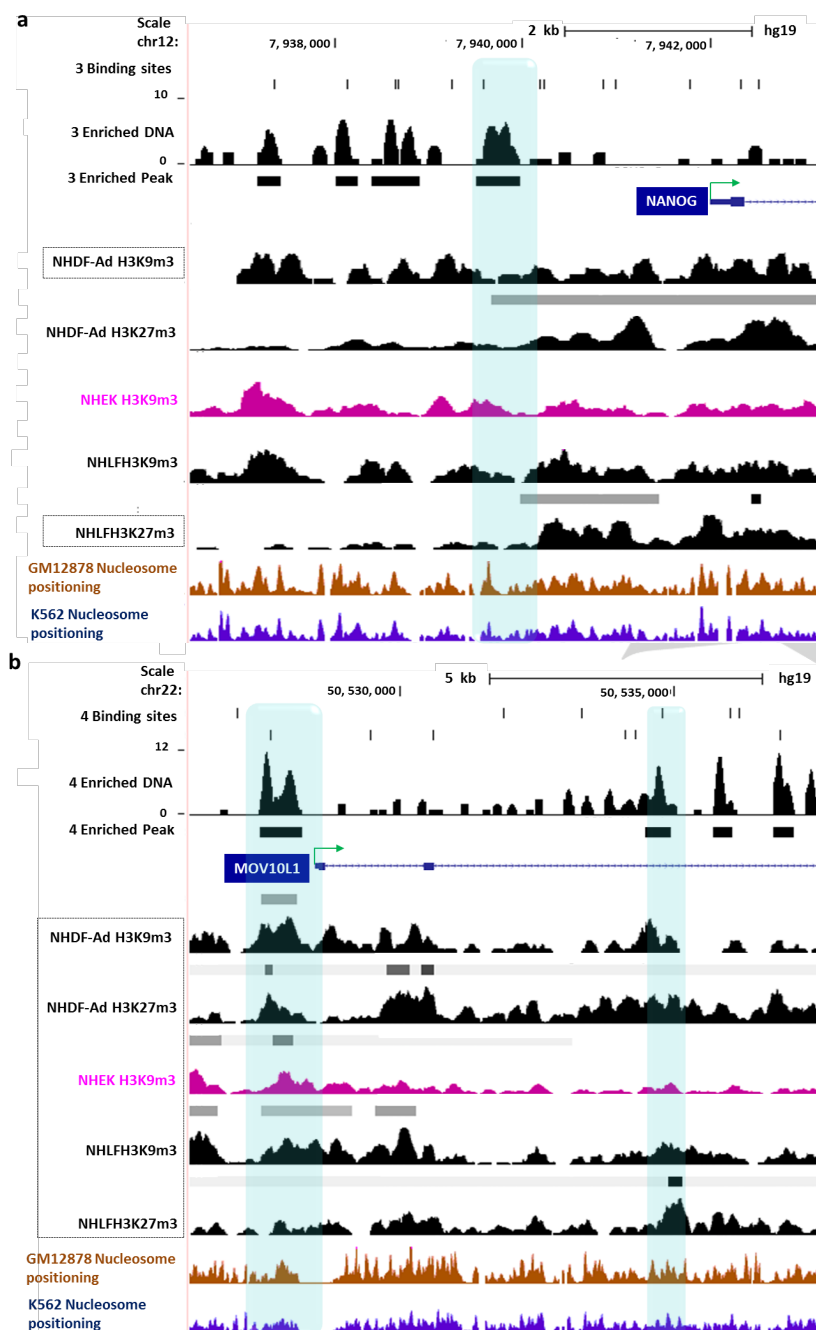 a
Scale
2 kb
hg19
chr12:
7, 938, 000
7, 940, 000
7, 942, 000
3 Binding sites
10
3 Enriched DNA
0
3 Enriched Peak
NANOG
NHDF-Ad H3K9m3
NHDF-Ad H3K27m3
NHEK H3K9m3
NHLFH3K9m3
NHLFH3K27m3
GM12878 Nucleosome
positioning
K562 Nucleosome
positioning
b
Scale
5 kb
hg19
chr22:
50, 530, 000
50, 535, 000
4 Binding sites
12
4 Enriched DNA
0
4 Enriched Peak
MOV10L1
NHDF-Ad H3K9m3
NHDF-Ad H3K27m3
NHEK H3K9m3
NHLFH3K9m3
NHLFH3K27m3
GM12878 Nucleosome
positioning
K562 Nucleosome
positioning